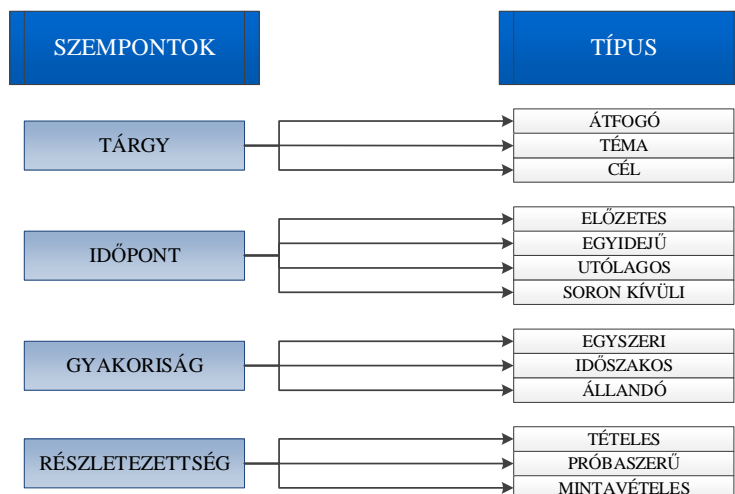 SZEMPONTOK
TÍPUS
TÁRGY
ÁTFOGÓ
TÉMA
CÉL
IDŐPONT
ELŐZETES
EGYIDEJŰ
UTÓLAGOS
SORON KÍVÜLI
GYAKORISÁG
EGYSZERI
IDŐSZAKOS
ÁLLANDÓ
RÉSZLETEZETTSÉG
TÉTELES
PRÓBASZERŰ
MINTAVÉTELES